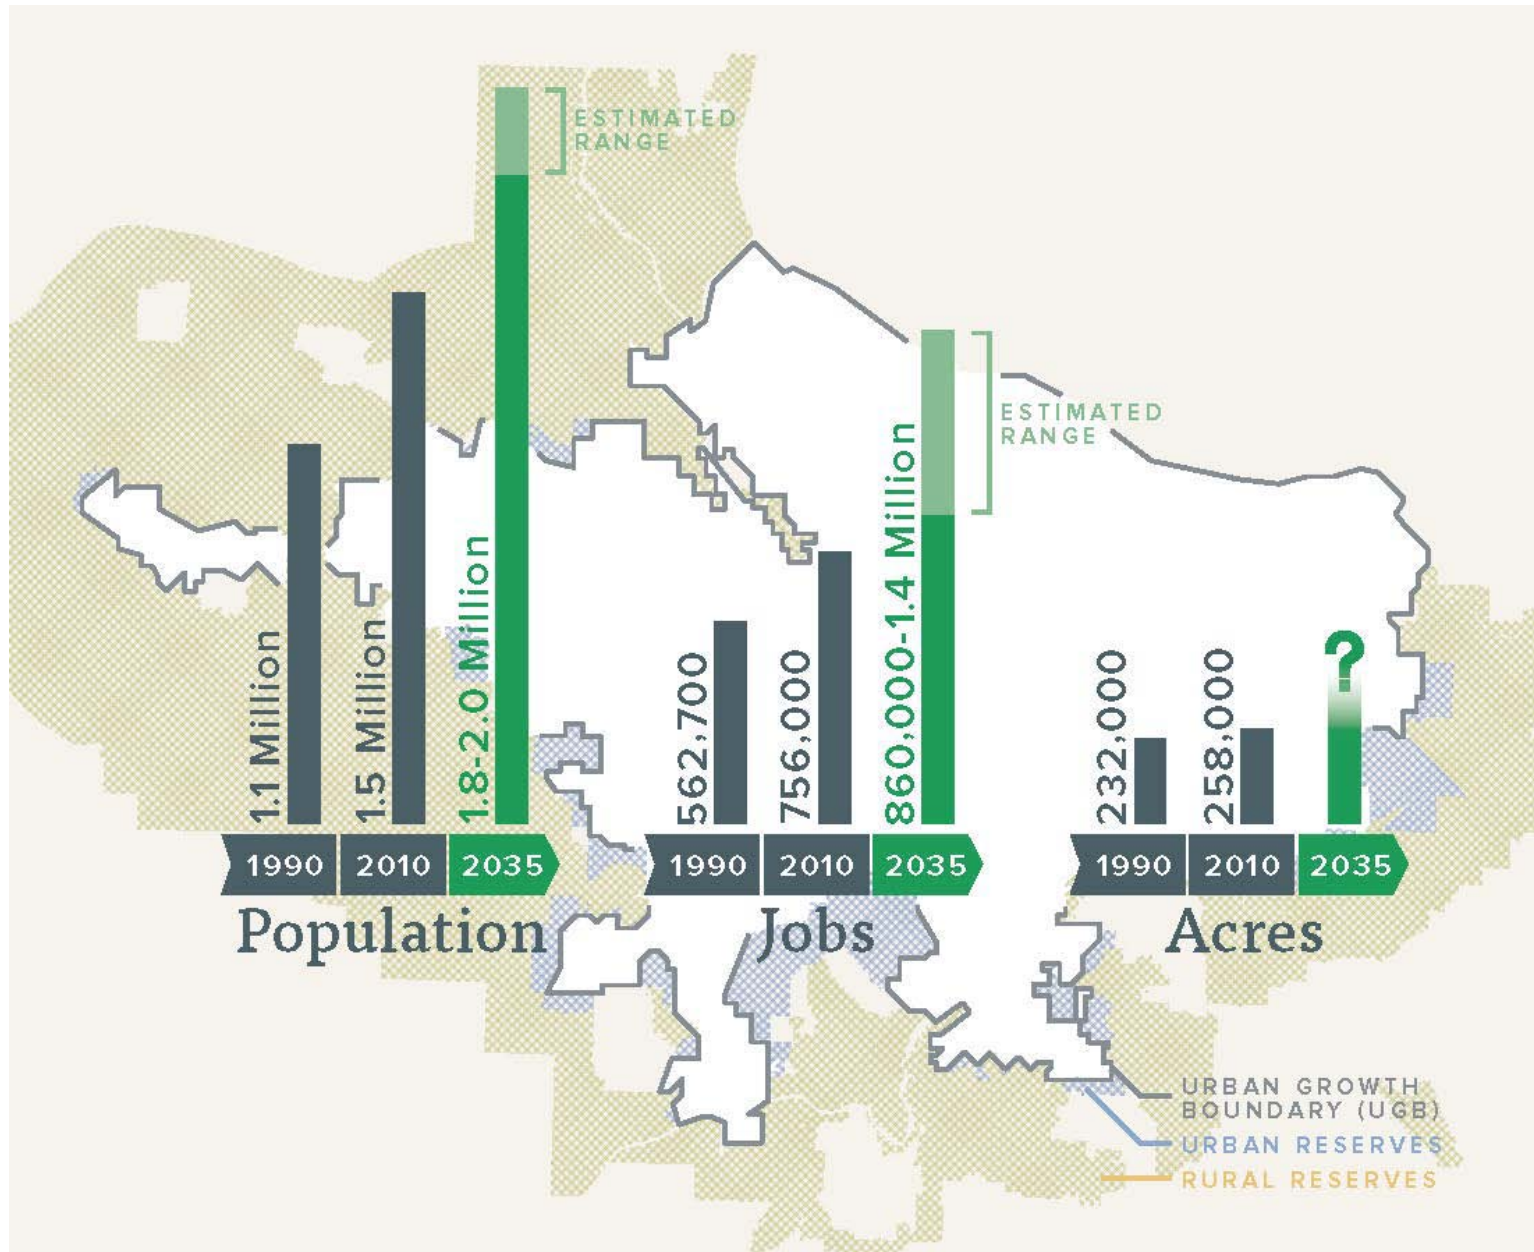 ESTIMATED
RANGE
ESTIMATED
RANGE
1.1 Million
1.5 Million
1.8-2.0 Million
562,700
756,000
860,000-1.4 Million
232,000
258,000
?
1990 2010 2035
1990 2010 2035
1990 2010 2035
Population
Jobs
Acres
URBAN GROWTH
BOUNDARY (UGB)
URBAN RESERVES
RURAL RESERVES